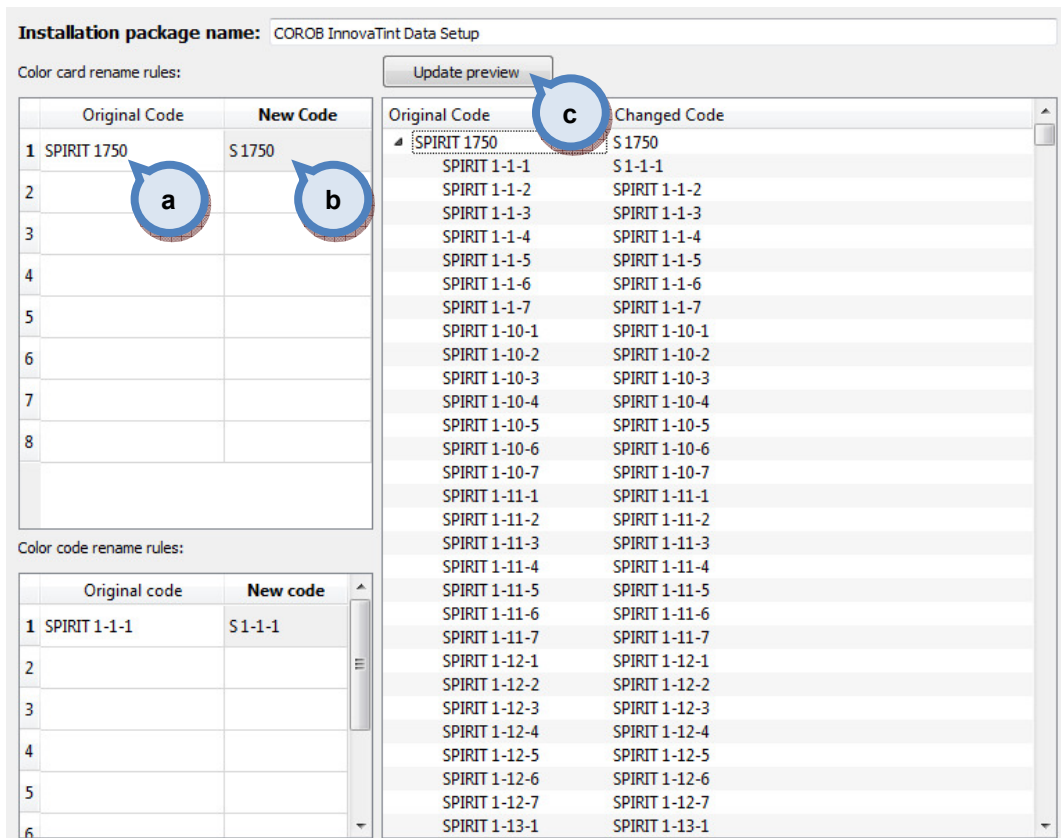 Installation package name: COROB InnovaTint Data Setup
Color card rename rules:
Update preview
c
Original Code New Code
1 SPIRIT 1750 S 1750
a
b
2
3
4
5
6
7
8
Color code rename rules:
Original code New code
1 SPIRIT 1-1-1 S 1-1-1
2
3
4
5
6
Original Code Changed Code
SPIRIT 1750 S 1750
SPIRIT 1-1-1 S 1-1-1
SPIRIT 1-1-2 SPIRIT 1-1-2
SPIRIT 1-1-3 SPIRIT 1-1-3
SPIRIT 1-1-4 SPIRIT 1-1-4
SPIRIT 1-1-5 SPIRIT 1-1-5
SPIRIT 1-1-6 SPIRIT 1-1-6
SPIRIT 1-1-7 SPIRIT 1-1-7
SPIRIT 1-10-1 SPIRIT 1-10-1
SPIRIT 1-10-2 SPIRIT 1-10-2
SPIRIT 1-10-3 SPIRIT 1-10-3
SPIRIT 1-10-4 SPIRIT 1-10-4
SPIRIT 1-10-5 SPIRIT 1-10-5
SPIRIT 1-10-6 SPIRIT 1-10-6
SPIRIT 1-10-7 SPIRIT 1-10-7
SPIRIT 1-11-1 SPIRIT 1-11-1
SPIRIT 1-11-2 SPIRIT 1-11-2
SPIRIT 1-11-3 SPIRIT 1-11-3
SPIRIT 1-11-4 SPIRIT 1-11-4
SPIRIT 1-11-5 SPIRIT 1-11-5
SPIRIT 1-11-6 SPIRIT 1-11-6
SPIRIT 1-11-7 SPIRIT 1-11-7
SPIRIT 1-12-1 SPIRIT 1-12-1
SPIRIT 1-12-2 SPIRIT 1-12-2
SPIRIT 1-12-3 SPIRIT 1-12-3
SPIRIT 1-12-4 SPIRIT 1-12-4
SPIRIT 1-12-5 SPIRIT 1-12-5
SPIRIT 1-12-6 SPIRIT 1-12-6
SPIRIT 1-12-7 SPIRIT 1-12-7
SPIRIT 1-13-1 SPIRIT 1-13-1